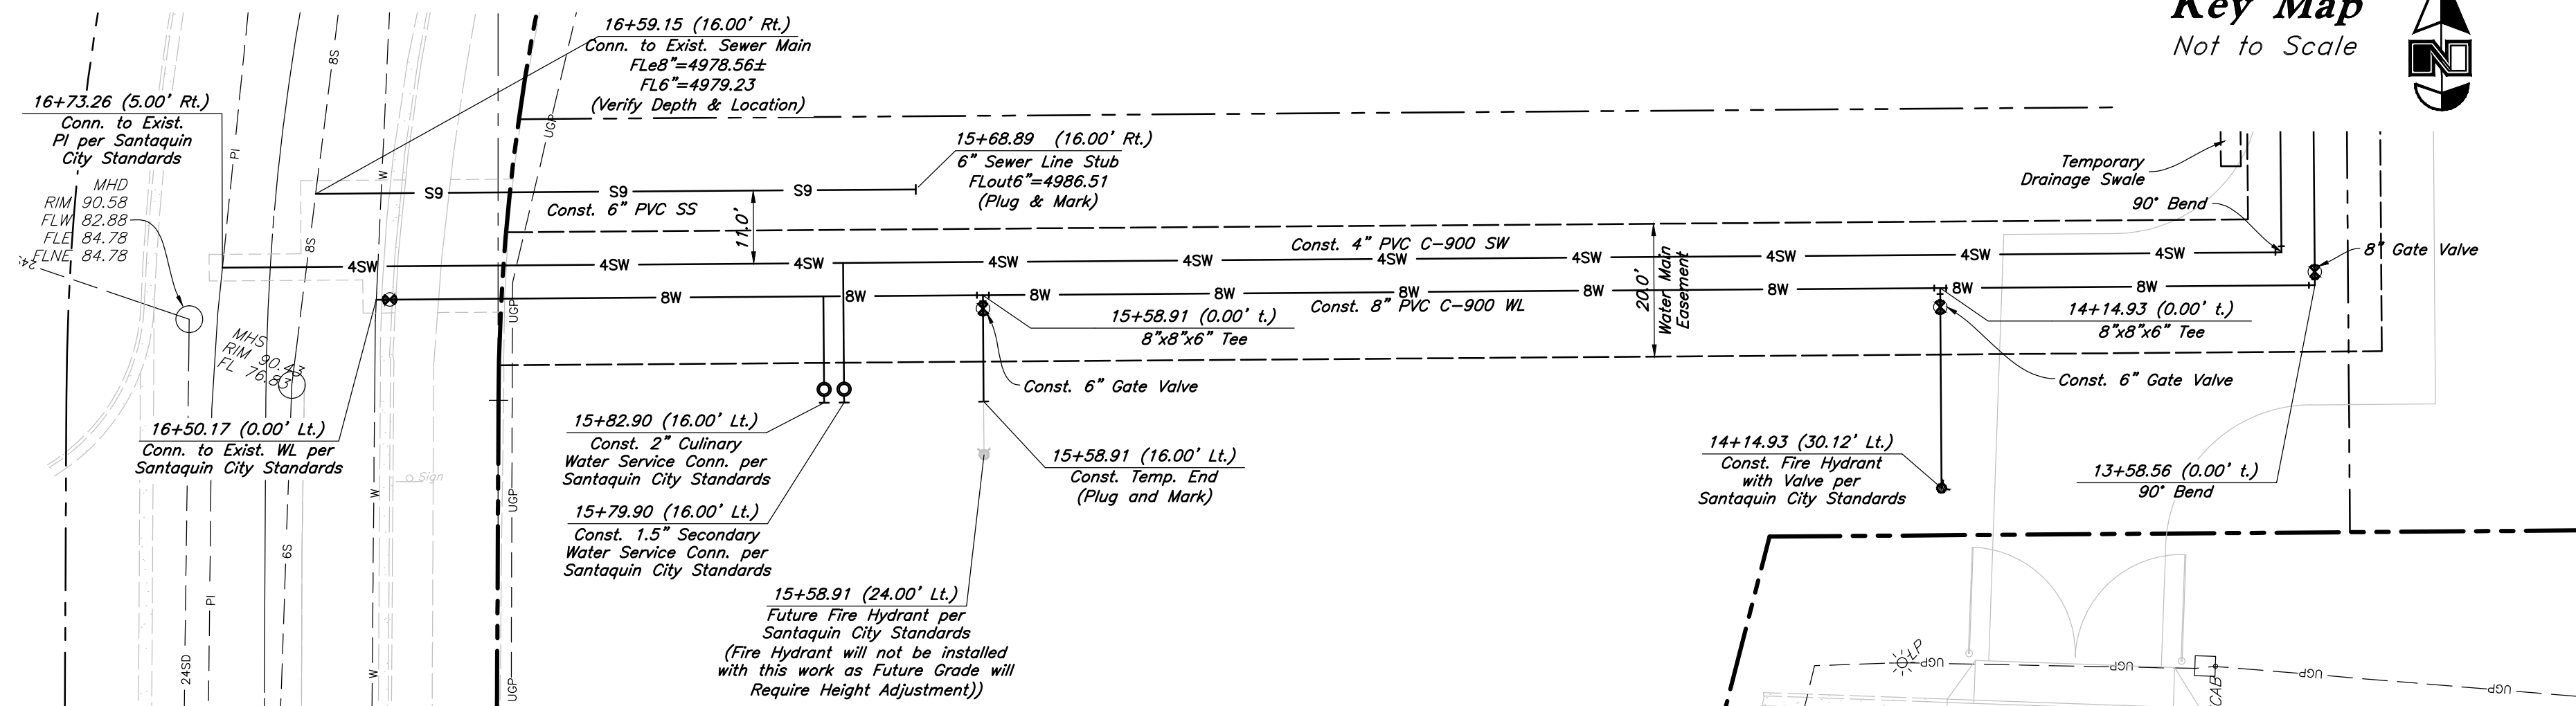 Key Map
Not to Scale
N
16+59.15 (16.00' Rt.)
Conn. to Exist. Sewer Main
FLe8"=4978.56±
FL6"=4979.23
(Verify Depth & Location)
16+73.26 (5.00' Rt.)
Conn. to Exist.
PI per Santaquin
City Standards
MHD
RIM 90.58
FLW 82.88
FLE 84.78
FLNE 84.78
15+68.89 (16.00' Rt.)
6" Sewer Line Stub
FLout6"=4986.51
(Plug & Mark)
Temporary
Drainage Swale
90° Bend
8" Gate Valve
8S
PI
W
UGP
S9
S9
S9
Const. 6" PVC SS
11.0'
8S
Const. 4" PVC C-900 SW
4SW
4SW
4SW
4SW
4SW
4SW
4SW
4SW
4SW
4SW
20.0'
Water Main
Easement
8W
8W
8W
8W
8W
8W
8W
8W
8W
Const. 8" PVC C-900 WL
UGP
15+58.91 (0.00' t.)
8"x8"x6" Tee
14+14.93 (0.00' t.)
8"x8"x6" Tee
MHS
RIM 90.43
FL 76.83
Const. 6" Gate Valve
Const. 6" Gate Valve
16+50.17 (0.00' Lt.)
Conn. to Exist. WL per
Santaquin City Standards
15+82.90 (16.00' Lt.)
Const. 2" Culinary
Water Service Conn. per
Santaquin City Standards
15+58.91 (16.00' Lt.)
Const. Temp. End
(Plug and Mark)
14+14.93 (30.12' Lt.)
Const. Fire Hydrant
with Valve per
Santaquin City Standards
13+58.56 (0.00' t.)
90° Bend
Sign
W
UGP
15+79.90 (16.00' Lt.)
Const. 1.5" Secondary
Water Service Conn. per
Santaquin City Standards
6S
PI
15+58.91 (24.00' Lt.)
Future Fire Hydrant per
Santaquin City Standards
(Fire Hydrant will not be installed
with this work as Future Grade will
Require Height Adjustment))
24SD
W
UGP
LP
UGP
UGP
UGP
UGP